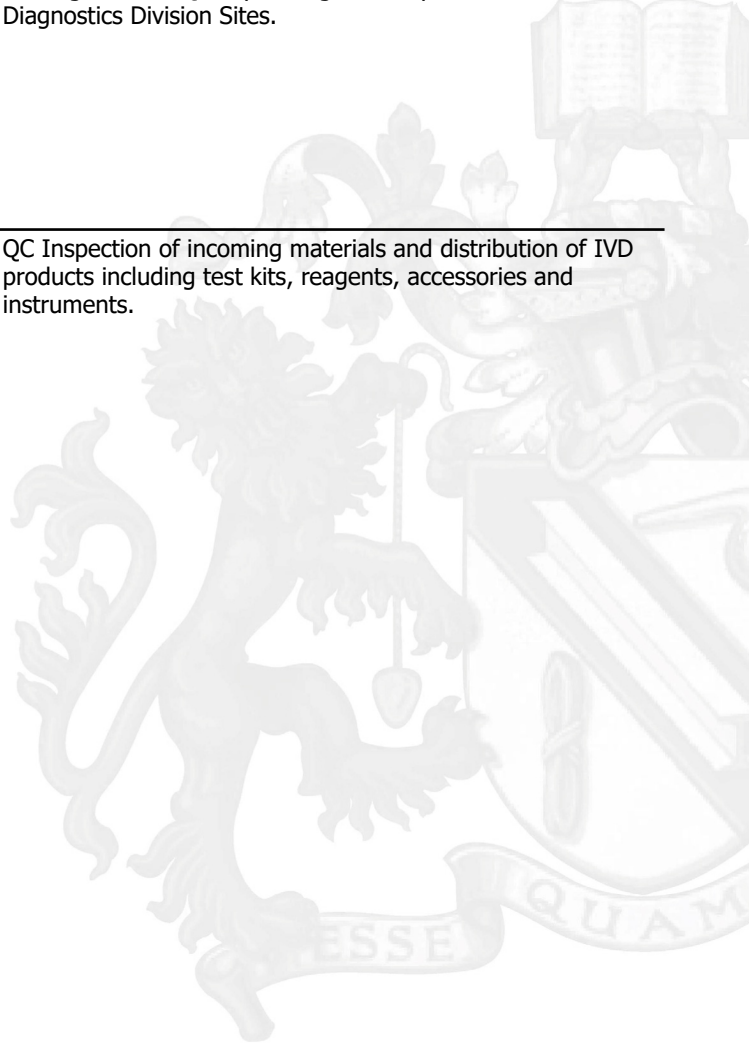 Diagnostics Division Sites.
QC Inspection of incoming materials and distribution of IVD
products including test kits, reagents, accessories and
instruments.
ESSE
QUAM